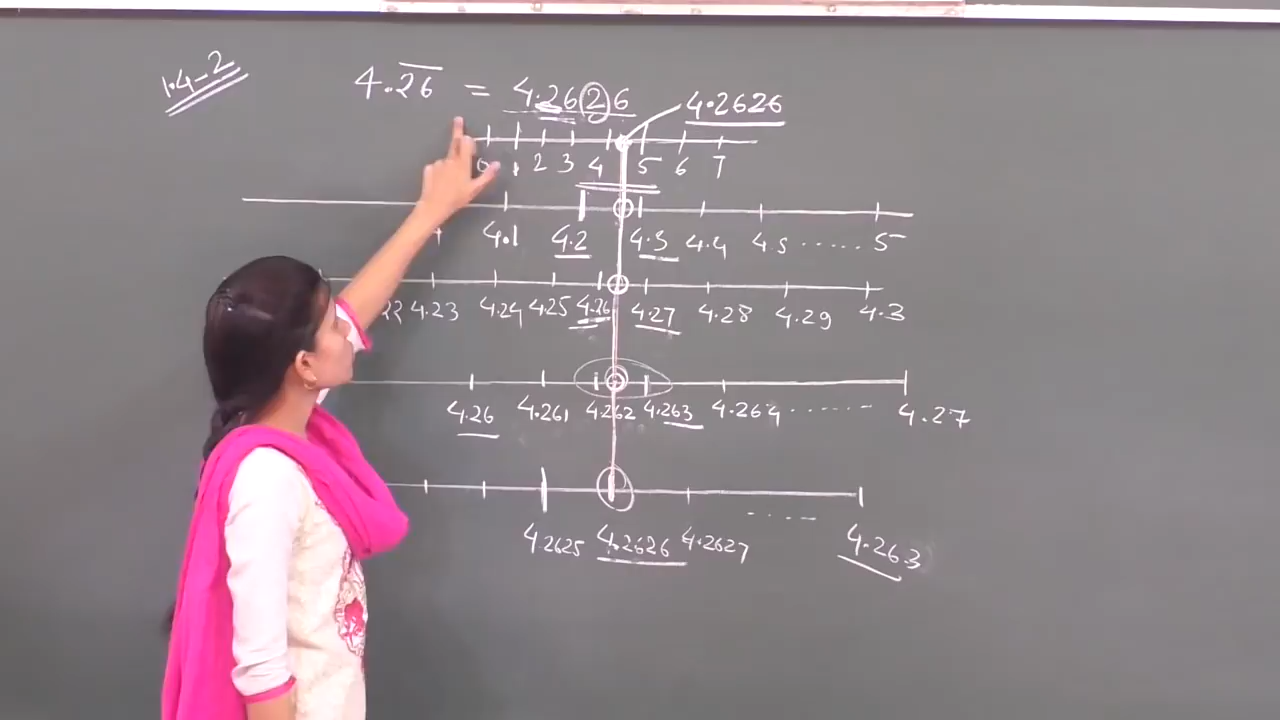 1.4-2
4.2̅6̅ = 4.2626 4.2626
0 1 2 3 4 5 6 7
4.1 4.2 4.3 4.4 4.5 ...... 5
22 4.23 4.24 4.25 4.26 4.27 4.28 4.29 4.3
4.26 4.261 4.262 4.263 4.264 ...... 4.27
4.2625 4.2626 4.2627 ..... 4.263